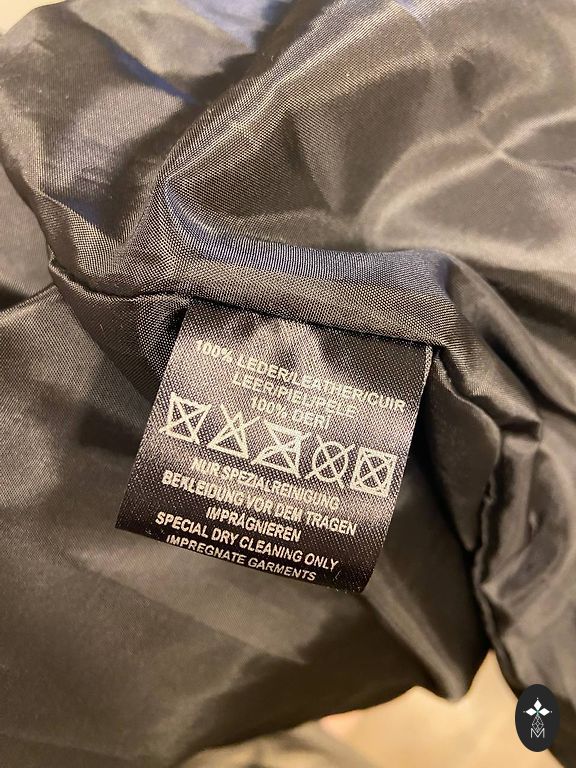 100% LEDER/LEATHER/CUIR
LEER/PIEL/PELE
100% DERİ
NUR SPEZIALREINIGUNG
BEKLEIDUNG VOR DEM TRAGEN
IMPRÄGNIEREN
SPECIAL DRY CLEANING ONLY
IMPREGNATE GARMENTS
M